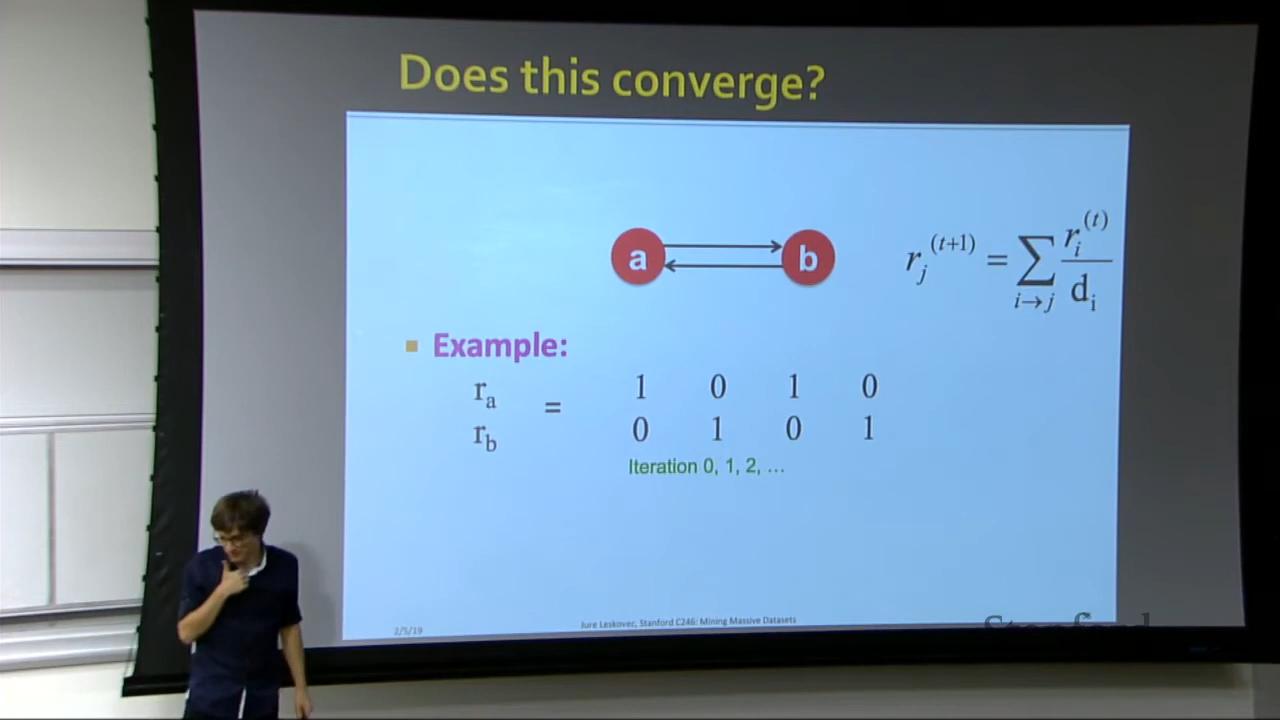 Does this converge?
a b
r_j^(t+1) = ∑_{i→j} r_i^(t) / d_i
Example:
r_a = 1 0 1 0
r_b 0 1 0 1
Iteration 0, 1, 2, …
2/5/19 Jure Leskovec, Stanford C246: Mining Massive Datasets
Stanford